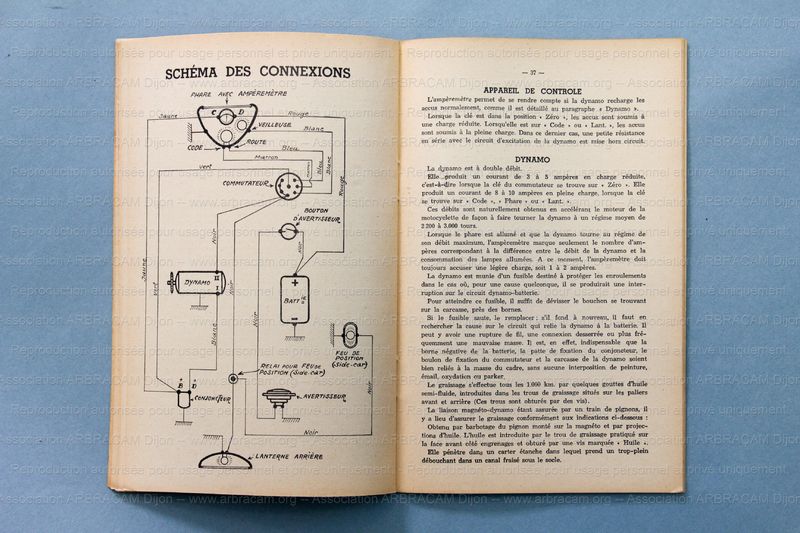 SCHÉMA DES CONNEXIONS
PHARE AVEC AMPÈREMÈTRE
Jaune
Rouge
C
D
VEILLEUSE
Blanc
ROUTE
CODE
Bleu
Marron
vert
Bleu
Blanc
Rouge
COMMUTATEUR
BOUTON
D'AVERTISSEUR
Noir
Noir
Jaune
vert
DYNAMO
II
I
Noir
+
BATT
–
Noir
Blanc
FEU DE
POSITION
(Side-car)
RELAI POUR FEU DE
POSITION (Side-car)
Noir
B
D
CONJONCTEUR
AVERTISSEUR
Noir
LANTERNE ARRIÈRE
— 37 —
APPAREIL DE CONTROLE
L'ampèremètre permet de se rendre compte si la dynamo recharge les
accus normalement, comme il est détaillé au paragraphe « Dynamo ».
Lorsque la clé est dans la position « Zéro », les accus sont soumis à
une charge réduite. Lorsqu'elle est sur « Code » ou « Lant. », les accus
sont soumis à la pleine charge. Dans ce dernier cas, une petite résistance
en série avec le circuit d'excitation de la dynamo est mise hors circuit.
DYNAMO
La dynamo est à double débit.
Elle produit un courant de 3 à 5 ampères en charge réduite,
c'est-à-dire lorsque la clé du commutateur se trouve sur « Zéro ». Elle
produit un courant de 8 à 10 ampères en pleine charge, lorsque la clé
se trouve sur « Code », « Phare » ou « Lant. ».
Ces débits sont naturellement obtenus en accélérant le moteur de la
motocyclette de façon à faire tourner la dynamo à un régime moyen de
2 200 à 3.000 tours.
Lorsque le phare est allumé et que la dynamo tourne au régime de
son débit maximum, l'ampèremètre marque seulement le nombre d'am-
pères correspondant à la différence entre le débit de la dynamo et la
consommation des lampes allumées. A ce moment, l'ampèremètre doit
toujours accuser une légère charge, soit 1 à 2 ampères.
La dynamo est munie d'un fusible destiné à protéger les enroulements
dans le cas où, pour une cause quelconque, il se produirait une inter-
ruption sur le circuit dynamo-batterie.
Pour atteindre ce fusible, il suffit de dévisser le bouchon se trouvant
sur la carcasse, près des bornes.
Si le fusible saute, le remplacer ; s'il fond à nouveau, il faut en
rechercher la cause sur le circuit qui relie la dynamo à la batterie. Il
peut y avoir une rupture de fil, une connexion desserrée ou plus fré-
quemment une mauvaise masse. Il est, en effet, indispensable que la
borne négative de la batterie, la patte de fixation du conjoncteur, le
boulon de fixation du commutateur et la carcasse de la dynamo soient
bien reliés à la masse du cadre, sans aucune interposition de peinture,
émail, oxydation ou parker.
Le graissage s'effectue tous les 1.000 km. par quelques gouttes d'huile
semi-fluide, introduites dans les trous de graissage situés sur les paliers
avant et arrière (Ces trous sont obturés par des vis).
La liaison magnéto-dynamo étant assurée par un train de pignons, il
y a lieu d'assurer le graissage conformément aux indications ci-dessous :
Obtenu par barbotage du pignon monté sur la magnéto et par projec-
tions d'huile. L'huile est introduite par le trou de graissage pratiqué sur
la face avant côté engrenages et obturé par une vis marquée « Huile ».
Elle pénètre dans un carter étanche dans lequel prend un trop-plein
débouchant dans un canal fraisé sous le socle.
Reproduction autorisée pour usage personnel et privé uniquement
ARBRACAM Dijon – www.arbracam.org – Association ARBRACAM Dijon